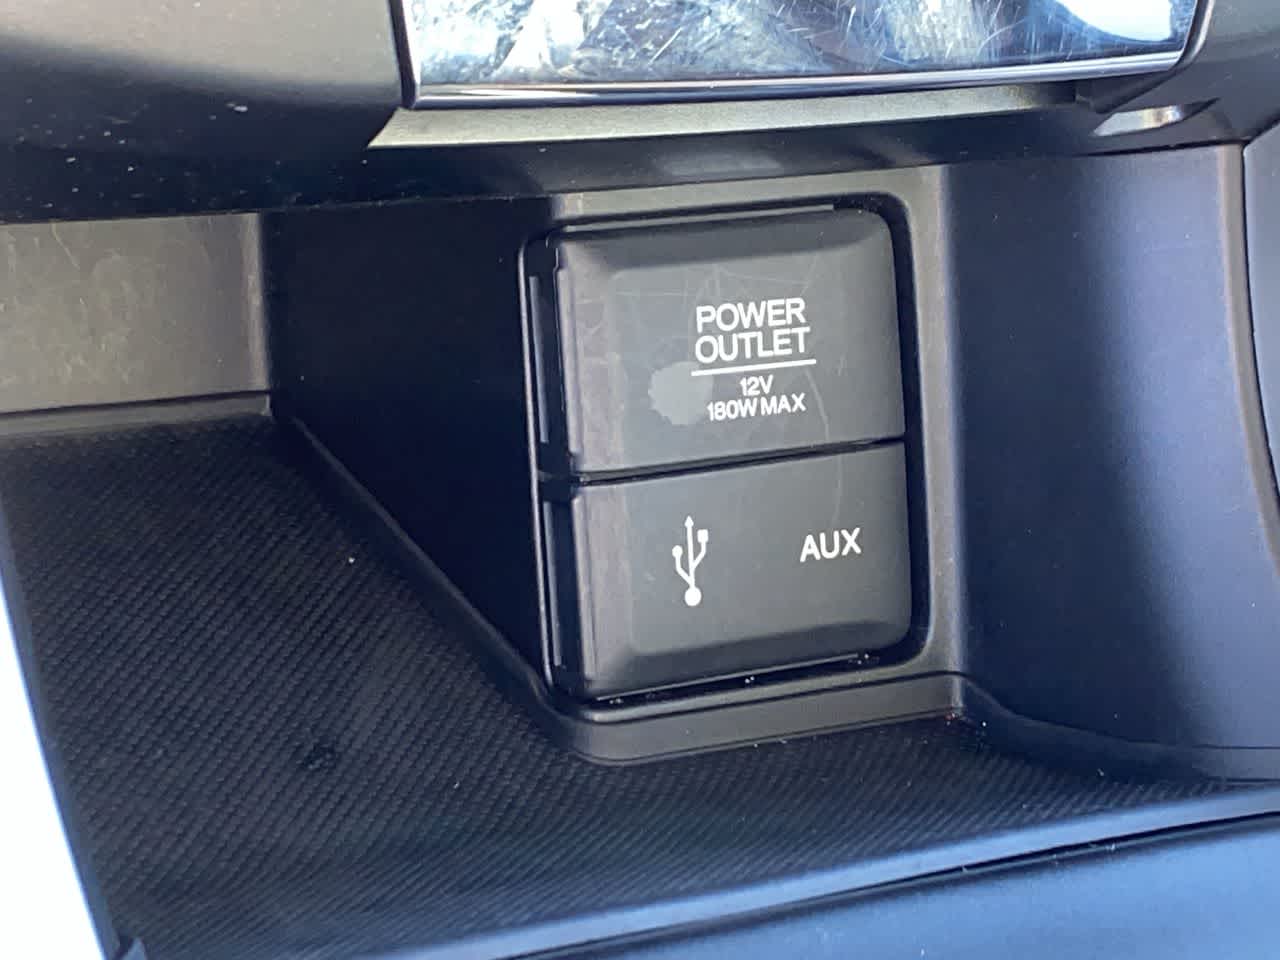 POWER
OUTLET
12V
180W MAX
AUX